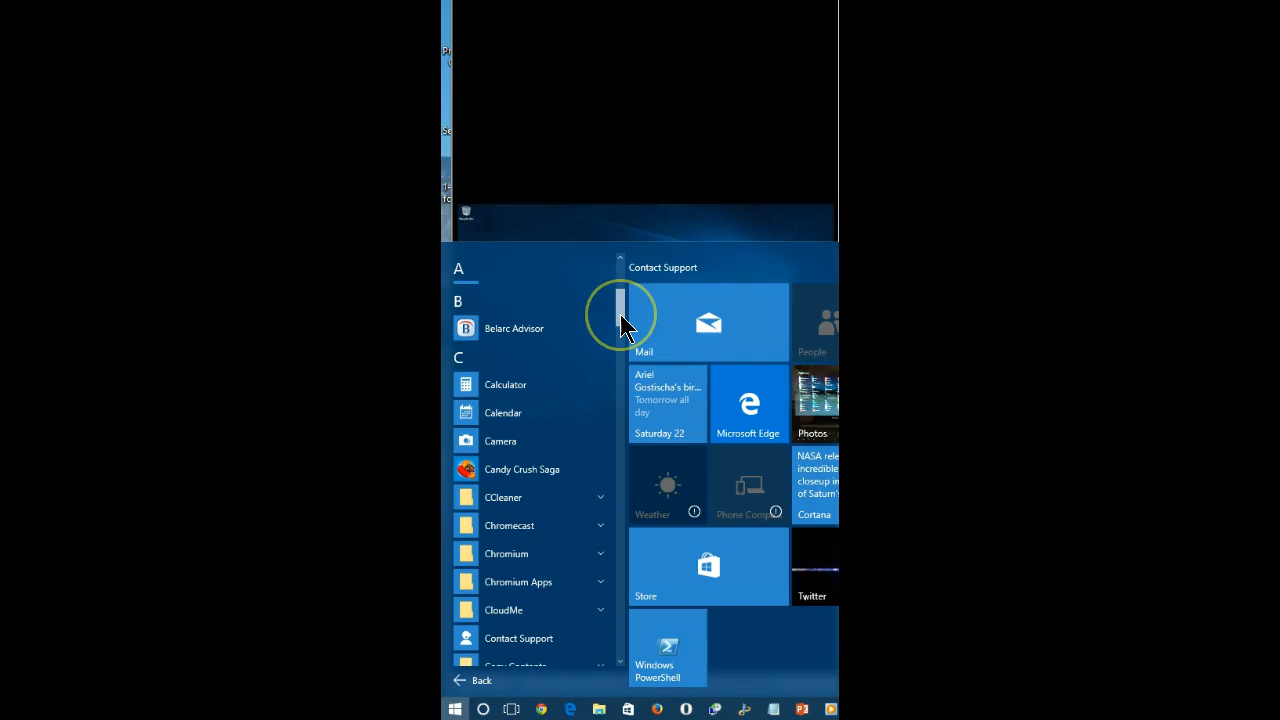 A
B
Belarc Advisor
C
Calculator
Calendar
Camera
Candy Crush Saga
CCleaner
Chromecast
Chromium
Chromium Apps
CloudMe
Contact Support
Back
Contact Support
Mail
People
Ariel
Gostischa's bir...
Tomorrow all
day
Saturday 22
Microsoft Edge
Photos
Weather
Phone Comp...
NASA rele
incredible
closeup in
of Saturn's
Cortana
Store
Twitter
Windows
PowerShell